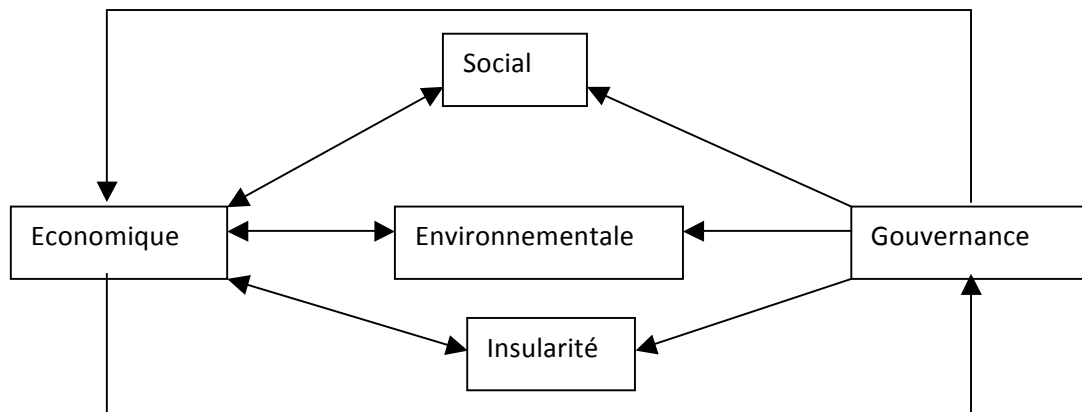 Social
Economique
Environnementale
Gouvernance
Insularité